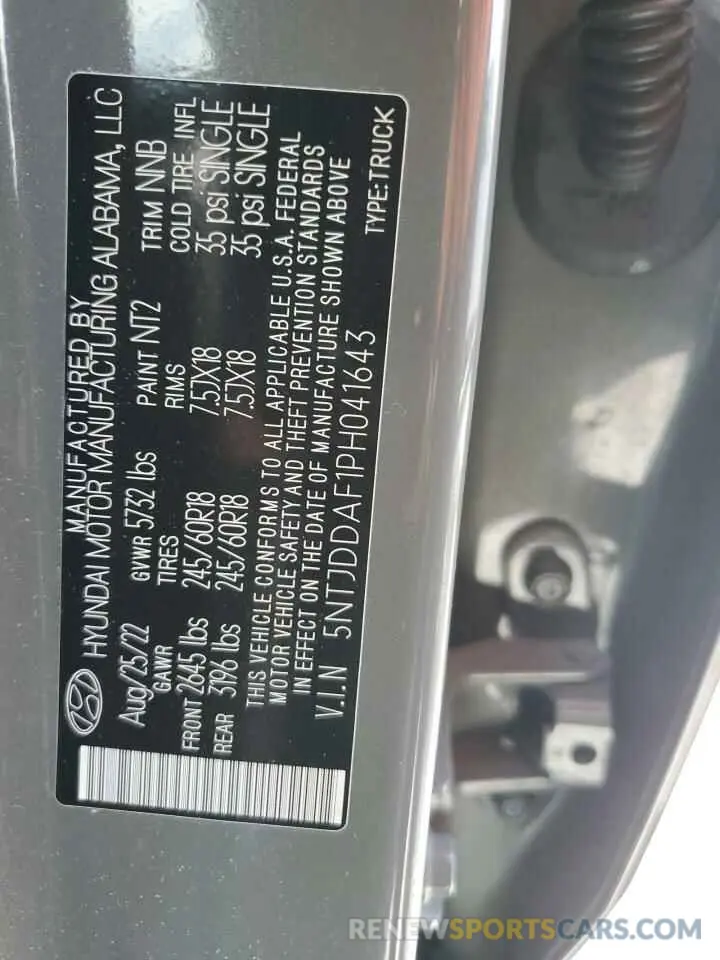 MANUFACTURED BY
HYUNDAI MOTOR MANUFACTURING ALABAMA, LLC
Aug/25/22 GVWR 5732 lbs PAINT NT2 TRIM NNB
GAWR TIRES RIMS COLD TIRE INFL
FRONT 2645 lbs 245/60R18 7.5JX18 35 psi SINGLE
REAR 3196 lbs 245/60R18 7.5JX18 35 psi SINGLE
THIS VEHICLE CONFORMS TO ALL APPLICABLE U.S.A. FEDERAL
MOTOR VEHICLE SAFETY AND THEFT PREVENTION STANDARDS
IN EFFECT ON THE DATE OF MANUFACTURE SHOWN ABOVE
V.I.N 5NTJDDAF1PH041643
TYPE:TRUCK
RENEWSPORTSCARS.COM